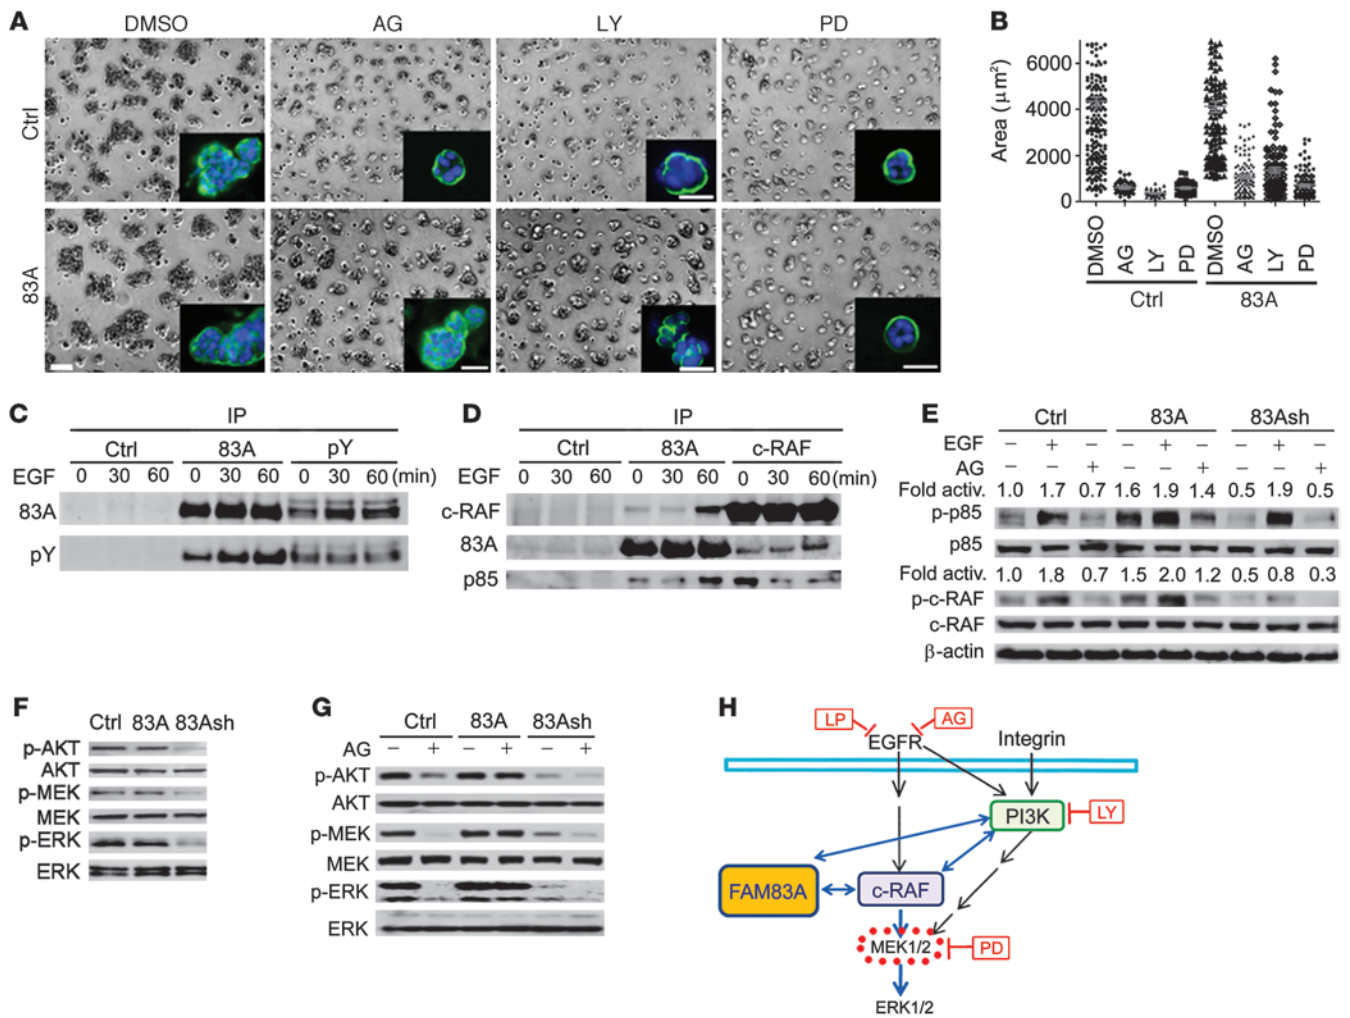 A
DMSO AG LY PD
Ctrl
83A
B
Area (μm²)
6000
4000
2000
0
DMSO AG LY PD DMSO AG LY PD
Ctrl 83A
C
IP
Ctrl 83A pY
EGF 0 30 60 0 30 60 0 30 60 (min)
83A
pY
D
IP
Ctrl 83A c-RAF
EGF 0 30 60 0 30 60 0 30 60 (min)
c-RAF
83A
p85
E
Ctrl 83A 83Ash
EGF – + – – + – – + –
AG – – + – – + – – +
Fold activ. 1.0 1.7 0.7 1.6 1.9 1.4 0.5 1.9 0.5
p-p85
p85
Fold activ. 1.0 1.8 0.7 1.5 2.0 1.2 0.5 0.8 0.3
p-c-RAF
c-RAF
β-actin
F
Ctrl 83A 83Ash
p-AKT
AKT
p-MEK
MEK
p-ERK
ERK
G
Ctrl 83A 83Ash
AG – + – + – +
p-AKT
AKT
p-MEK
MEK
p-ERK
ERK
H
LP AG
EGFR Integrin
PI3K LY
FAM83A c-RAF
MEK1/2 PD
ERK1/2